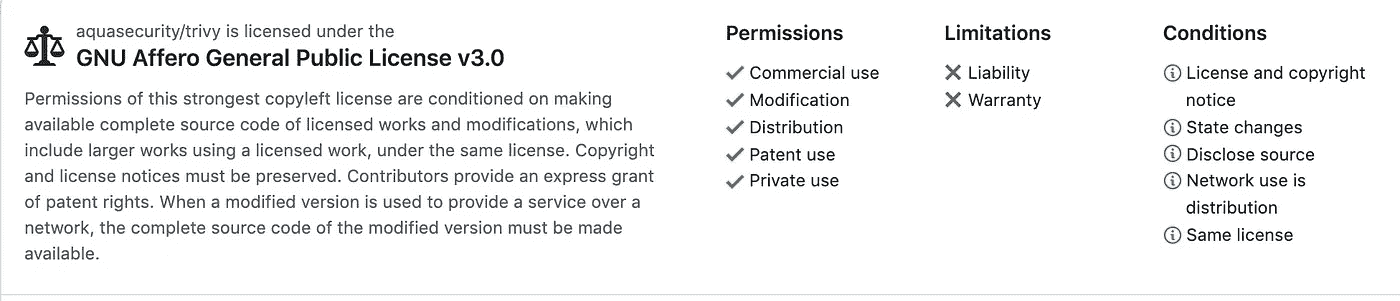 aquasecurity/trivy is licensed under the
GNU Affero General Public License v3.0
Permissions of this strongest copyleft license are conditioned on making
available complete source code of licensed works and modifications, which
include larger works using a licensed work, under the same license. Copyright
and license notices must be preserved. Contributors provide an express grant
of patent rights. When a modified version is used to provide a service over a
network, the complete source code of the modified version must be made
available.
Permissions
Commercial use
Modification
Distribution
Patent use
Private use
Limitations
Liability
Warranty
Conditions
License and copyright
notice
State changes
Disclose source
Network use is
distribution
Same license